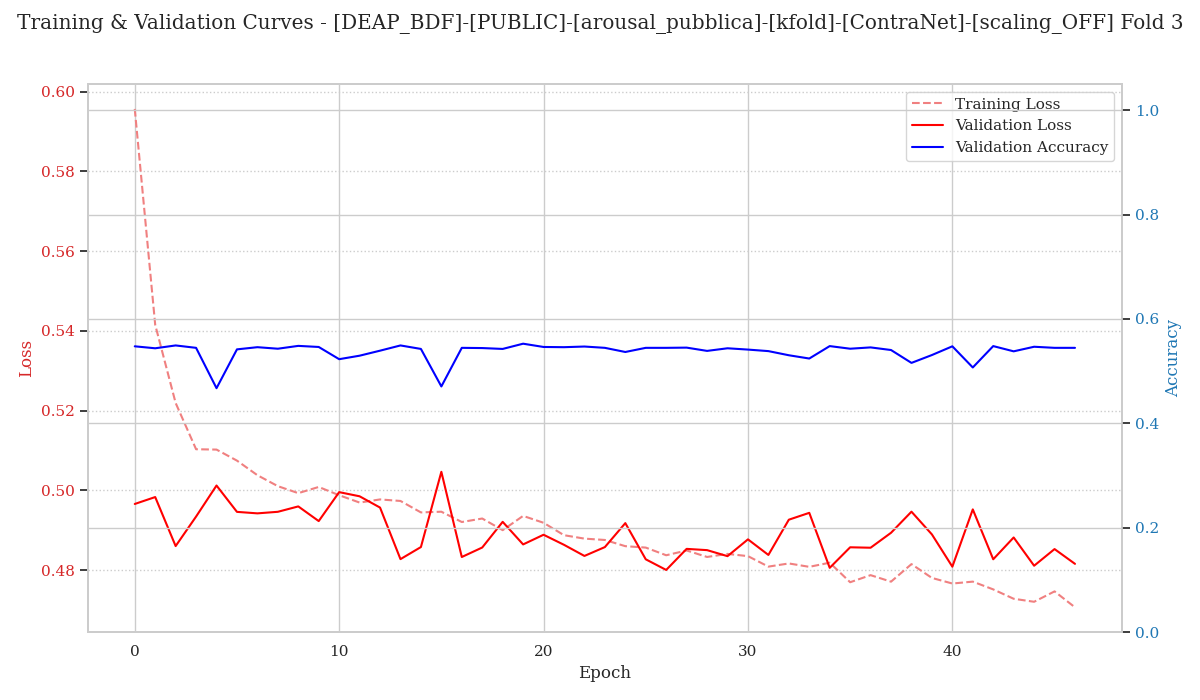 Training & Validation Curves - [DEAP_BDF]-[PUBLIC]-[arousal_pubblica]-[kfold]-[ContraNet]-[scaling_OFF] Fold 3
Training Loss
Validation Loss
Validation Accuracy
Loss
0.60
0.58
0.56
0.54
0.52
0.50
0.48
1.0
0.8
0.6
0.4
0.2
0.0
Accuracy
0
10
20
30
40
Epoch